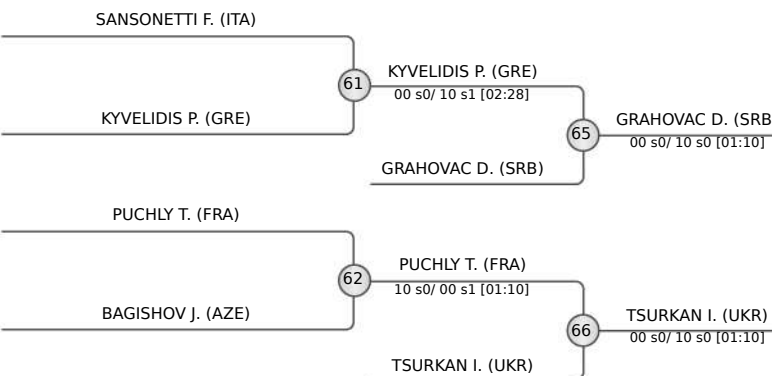 SANSONETTI F. (ITA)
61
KYVELIDIS P. (GRE)
00 s0/ 10 s1 [02:28]
KYVELIDIS P. (GRE)
65
GRAHOVAC D. (SRB
00 s0/ 10 s0 [01:10]
GRAHOVAC D. (SRB)
PUCHLY T. (FRA)
62
PUCHLY T. (FRA)
10 s0/ 00 s1 [01:10]
BAGISHOV J. (AZE)
66
TSURKAN I. (UKR)
00 s0/ 10 s0 [01:10]
TSURKAN I. (UKR)